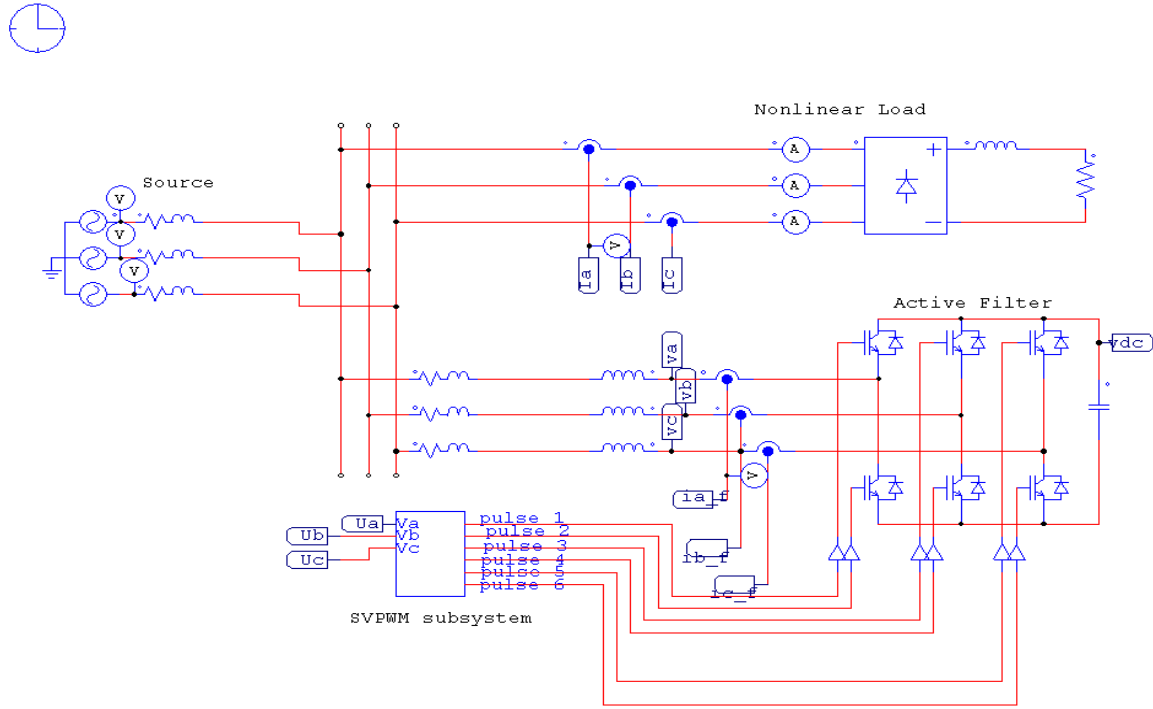 Nonlinear Load
Source
V
V
V
A
A
A
V
Ia
Ib
Ic
Active Filter
va
vb
vc
vdc
V
ia_f
ib_f
ic_f
Ua
Ub
Uc
Va
Vb
Vc
pulse 1
pulse 2
pulse 3
pulse 4
pulse 5
pulse 6
SVPWM subsystem